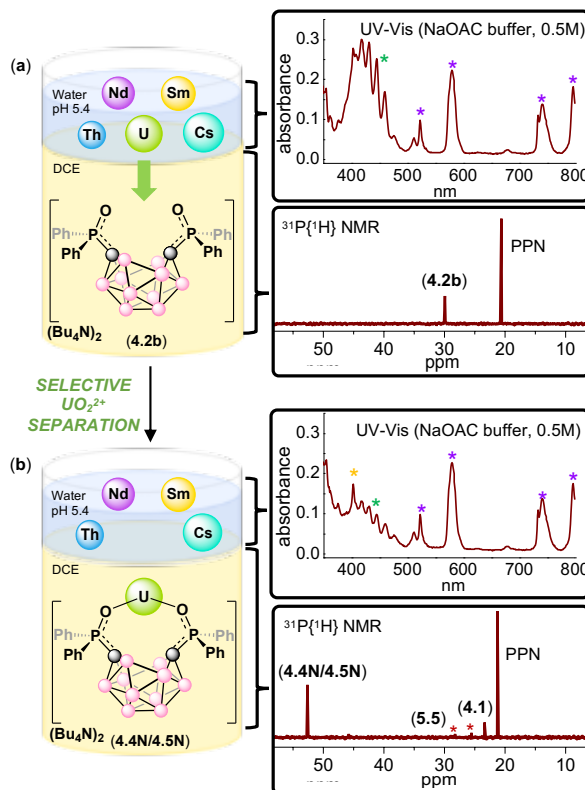 (a)
Water
pH 5.4
Nd
Sm
Th
U
Cs
DCE
O
O
Ph
P
P
Ph
Ph
Ph
(Bu4N)2
(4.2b)
UV-Vis (NaOAC buffer, 0.5M)
absorbance
0.3
0.2
0.1
0.0
*
*
*
*
*
400
500
600
700
800
nm
31P{1H} NMR
PPN
(4.2b)
50
40
30
20
10
ppm
SELECTIVE
UO2²⁺
SEPARATION
(b)
Water
pH 5.4
Nd
Sm
Th
Cs
DCE
U
O
O
Ph
P
P
Ph
Ph
Ph
(Bu4N)2
(4.4N/4.5N)
UV-Vis (NaOAC buffer, 0.5M)
absorbance
0.3
0.2
0.1
0.0
*
*
*
*
*
*
400
500
600
700
800
nm
31P{1H} NMR
PPN
(4.4N/4.5N)
(5.5)
(4.1)
*
*
50
40
30
20
10
ppm